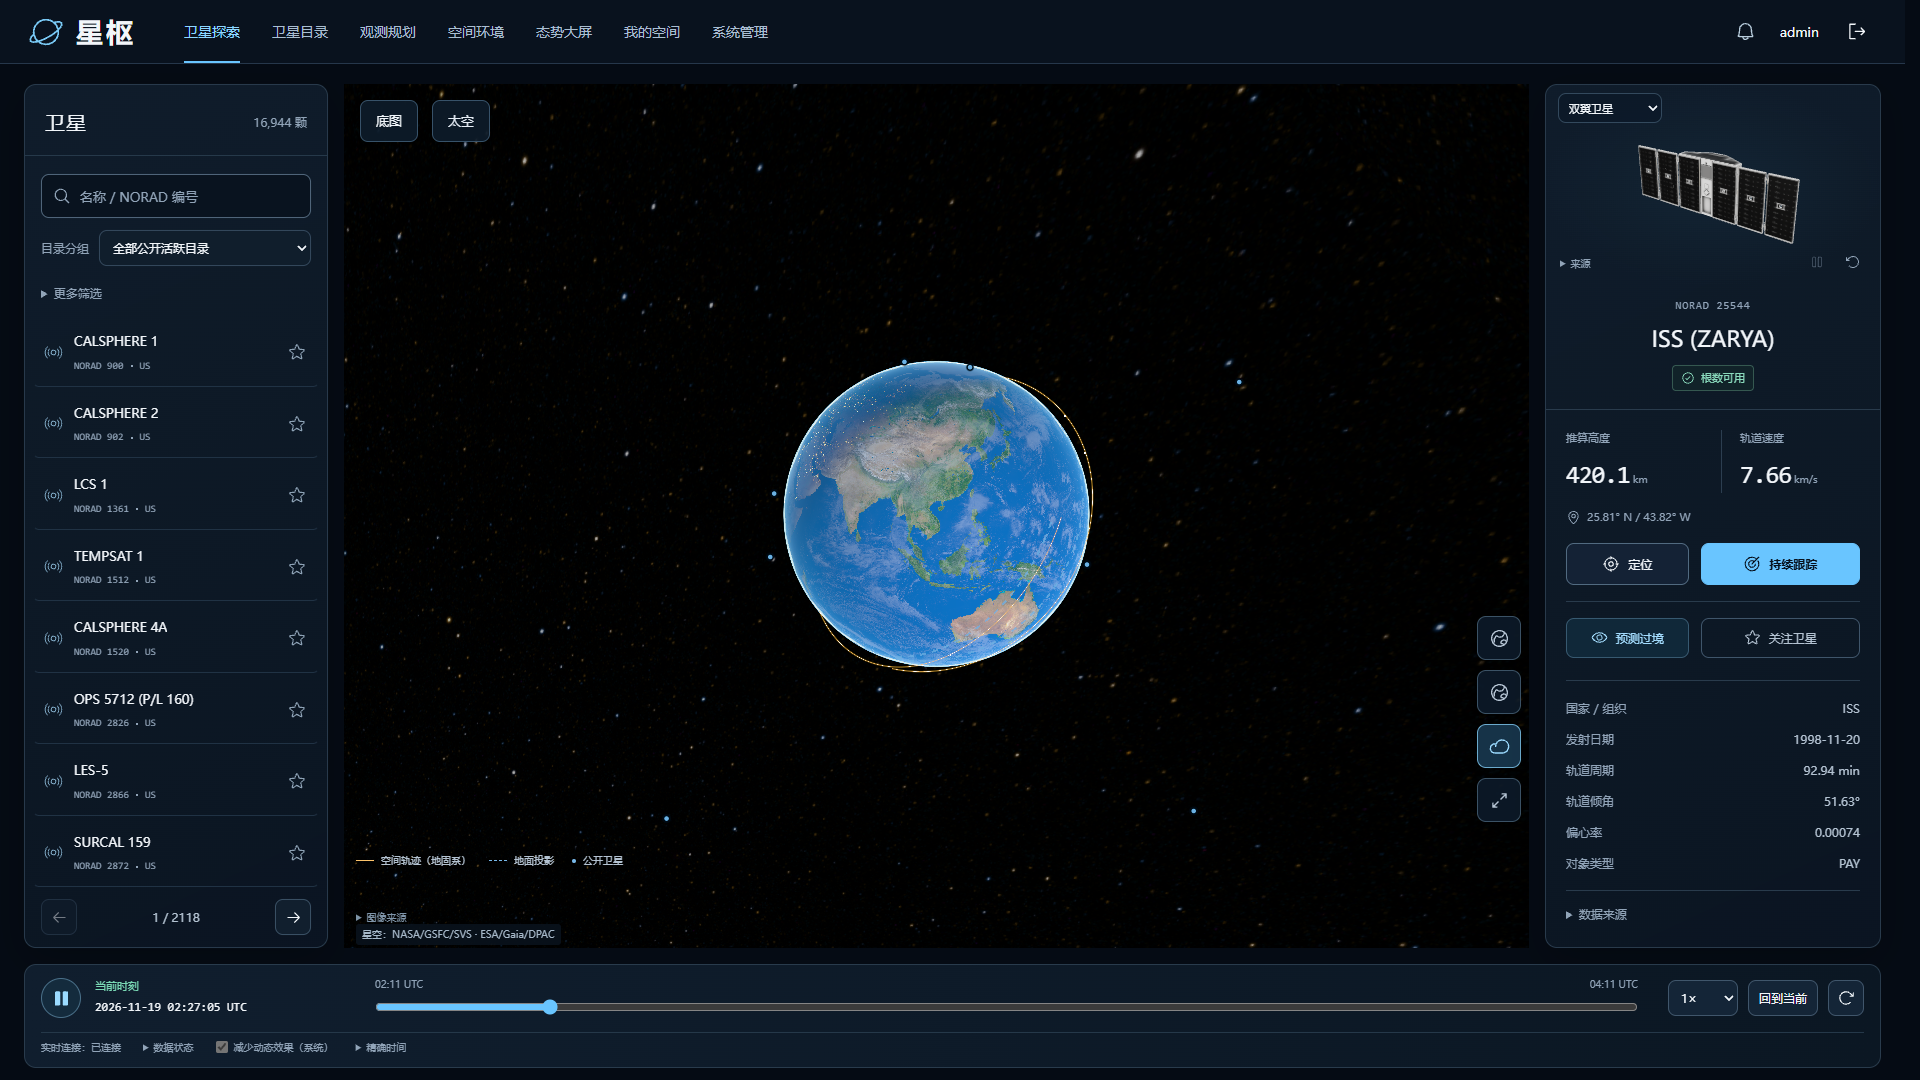 星枢
卫星探索 卫星目录 观测规划 空间环境 态势大屏 我的空间 系统管理
admin
卫星
16,944 颗
名称 / NORAD 编号
目录分组 全部公开活跃目录
更多筛选
CALSPHERE 1
NORAD 900 • US
CALSPHERE 2
NORAD 902 • US
LCS 1
NORAD 1361 • US
TEMPSAT 1
NORAD 1512 • US
CALSPHERE 4A
NORAD 1520 • US
OPS 5712 (P/L 160)
NORAD 2826 • US
LES-5
NORAD 2866 • US
SURCAL 159
NORAD 2872 • US
1 / 2118
底图 太空
空间轨迹（地固系） 地面投影 公开卫星
图像来源
星空：NASA/GSFC/SVS · ESA/Gaia/DPAC
双翼卫星
来源
NORAD 25544
ISS (ZARYA)
根数可用
推算高度 轨道速度
420.1 km 7.66 km/s
25.81° N / 43.82° W
定位 持续跟踪
预测过境 关注卫星
国家 / 组织 ISS
发射日期 1998-11-20
轨道周期 92.94 min
轨道倾角 51.63°
偏心率 0.00074
对象类型 PAY
数据来源
当前时刻
2026-11-19 02:27:05 UTC
02:11 UTC 04:11 UTC
1× 回到当前
实时连接：已连接 数据状态 减少动态效果（系统） 精确时间